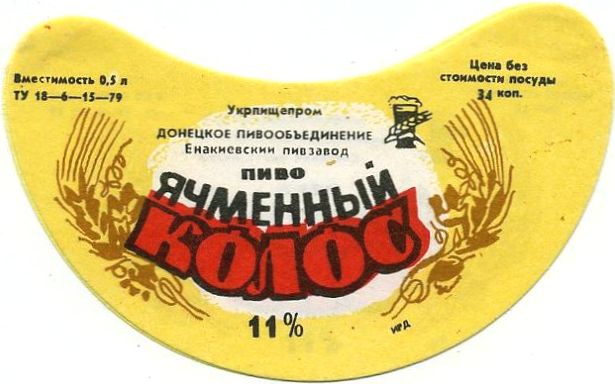 Вместимость 0,5 л
ТУ 18—6—15—79
Укрпищепром
ДОНЕЦКОЕ ПИВООБЪЕДИНЕНИЕ
Енакиевский пивзавод
ПИВО
ЯЧМЕННЫЙ
КОЛОС
11%
Цена без
стоимости посуды
34 коп.
ИРД